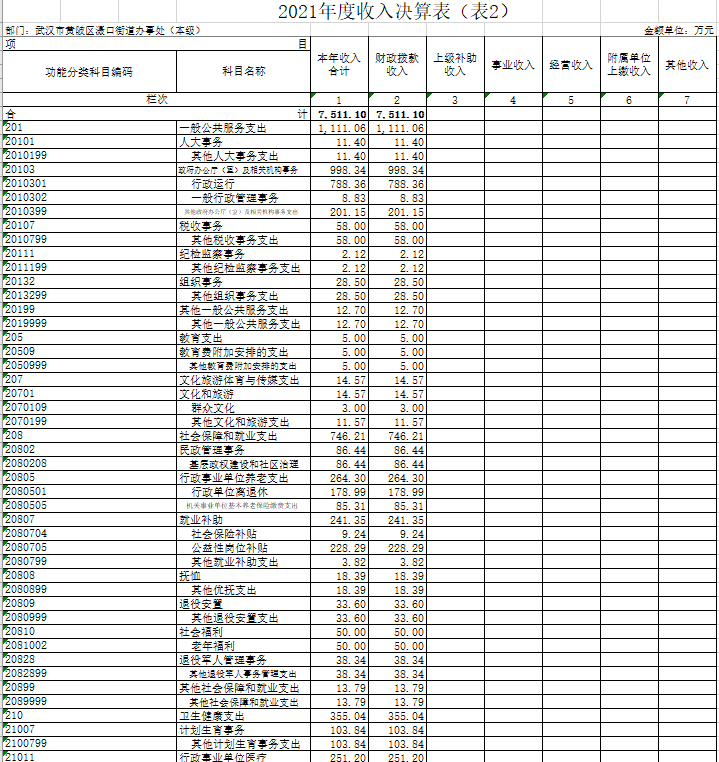 2021年度收入决算表（表2）
部门：武汉市黄陂区滠口街道办事处（本级） 金额单位：万元
项 目 本年收入合计 财政拨款收入 上级补助收入 事业收入 经营收入 附属单位上缴收入 其他收入
功能分类科目编码 科目名称
栏次 1 2 3 4 5 6 7
合 计 7,511.10 7,511.10
201 一般公共服务支出 1,111.06 1,111.06
20101 人大事务 11.40 11.40
2010199 其他人大事务支出 11.40 11.40
20103 政府办公厅（室）及相关机构事务 998.34 998.34
2010301 行政运行 788.36 788.36
2010302 一般行政管理事务 8.83 8.83
2010399 其他政府办公厅（室）及相关机构事务支出 201.15 201.15
20107 税收事务 58.00 58.00
2010799 其他税收事务支出 58.00 58.00
20111 纪检监察事务 2.12 2.12
2011199 其他纪检监察事务支出 2.12 2.12
20132 组织事务 28.50 28.50
2013299 其他组织事务支出 28.50 28.50
20199 其他一般公共服务支出 12.70 12.70
2019999 其他一般公共服务支出 12.70 12.70
205 教育支出 5.00 5.00
20509 教育费附加安排的支出 5.00 5.00
2050999 其他教育费附加安排的支出 5.00 5.00
207 文化旅游体育与传媒支出 14.57 14.57
20701 文化和旅游 14.57 14.57
2070109 群众文化 3.00 3.00
2070199 其他文化和旅游支出 11.57 11.57
208 社会保障和就业支出 746.21 746.21
20802 民政管理事务 86.44 86.44
2080208 基层政权建设和社区治理 86.44 86.44
20805 行政事业单位养老支出 264.30 264.30
2080501 行政单位离退休 178.99 178.99
2080505 机关事业单位基本养老保险缴费支出 85.31 85.31
20807 就业补助 241.35 241.35
2080704 社会保险补贴 9.24 9.24
2080705 公益性岗位补贴 228.29 228.29
2080799 其他就业补助支出 3.82 3.82
20808 抚恤 18.39 18.39
2080899 其他优抚支出 18.39 18.39
20809 退役安置 33.60 33.60
2080999 其他退役安置支出 33.60 33.60
20810 社会福利 50.00 50.00
2081002 老年福利 50.00 50.00
20828 退役军人管理事务 38.34 38.34
2082899 其他退役军人事务管理支出 38.34 38.34
20899 其他社会保障和就业支出 13.79 13.79
2089999 其他社会保障和就业支出 13.79 13.79
210 卫生健康支出 355.04 355.04
21007 计划生育事务 103.84 103.84
2100799 其他计划生育事务支出 103.84 103.84
21011 行政事业单位医疗 251.20 251.20